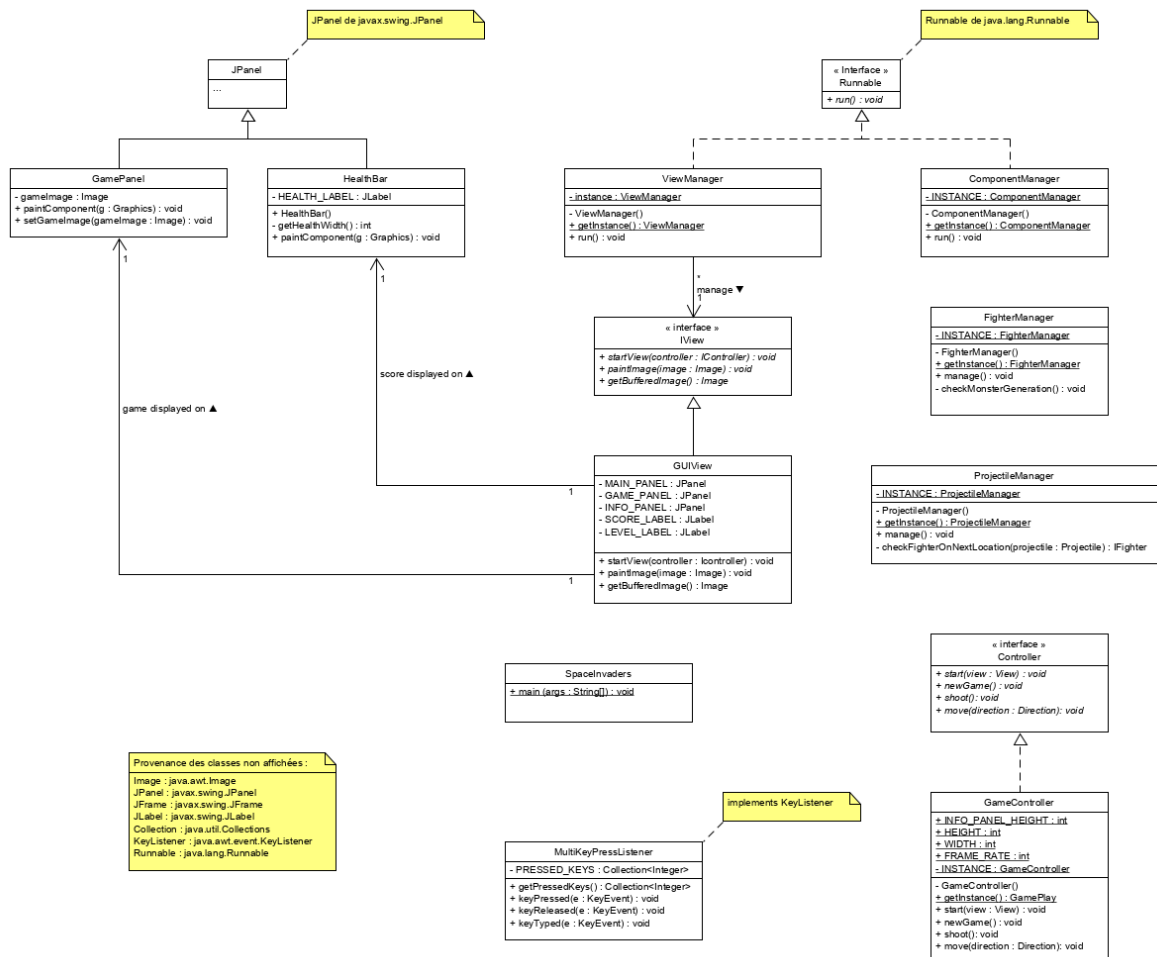 JPanel de javax.swing.JPanel
Runnable de java.lang.Runnable
JPanel
...
« Interface »
Runnable
+ run() : void
GamePanel
- gameImage : Image
+ paintComponent(g : Graphics) : void
+ setGameImage(gameImage : Image) : void
HealthBar
- HEALTH_LABEL : JLabel
+ HealthBar()
- getHealthWidth() : int
+ paintComponent(g : Graphics) : void
ViewManager
- instance : ViewManager
- ViewManager()
+ getInstance() : ViewManager
+ run() : void
ComponentManager
- INSTANCE : ComponentManager
- ComponentManager()
+ getInstance() : ComponentManager
+ run() : void
1
1
*
manage ▼
1
« interface »
IView
+ startView(controller : IController) : void
+ paintImage(image : Image) : void
+ getBufferedImage() : Image
FighterManager
- INSTANCE : FighterManager
- FighterManager()
+ getInstance() : FighterManager
+ manage() : void
- checkMonsterGeneration() : void
score displayed on ▲
game displayed on ▲
GUIView
- MAIN_PANEL : JPanel
- GAME_PANEL : JPanel
- INFO_PANEL : JPanel
- SCORE_LABEL : JLabel
- LEVEL_LABEL : JLabel
+ startView(controller : Icontroller) : void
+ paintImage(image : Image) : void
+ getBufferedImage() : Image
1
1
ProjectileManager
- INSTANCE : ProjectileManager
- ProjectileManager()
+ getInstance() : ProjectileManager
+ manage() : void
- checkFighterOnNextLocation(projectile : Projectile) : IFighter
SpaceInvaders
+ main (args : String[]) : void
« interface »
Controller
+ start(view : View) : void
+ newGame() : void
+ shoot() : void
+ move(direction : Direction): void
Provenance des classes non affichées :
Image : java.awt.Image
JPanel : javax.swing.JPanel
JFrame : javax.swing.JFrame
JLabel : javax.swing.JLabel
Collection : java.util.Collections
KeyListener : java.awt.event.KeyListener
Runnable : java.lang.Runnable
implements KeyListener
MultiKeyPressListener
- PRESSED_KEYS : Collection<Integer>
+ getPressedKeys() : Collection<Integer>
+ keyPressed(e : KeyEvent) : void
+ keyReleased(e : KeyEvent) : void
+ keyTyped(e : KeyEvent) : void
GameController
+ INFO_PANEL_HEIGHT : int
+ HEIGHT : int
+ WIDTH : int
+ FRAME_RATE : int
- INSTANCE : GameController
- GameController()
+ getInstance() : GamePlay
+ start(view : View) : void
+ newGame() : void
+ shoot(): void
+ move(direction : Direction): void